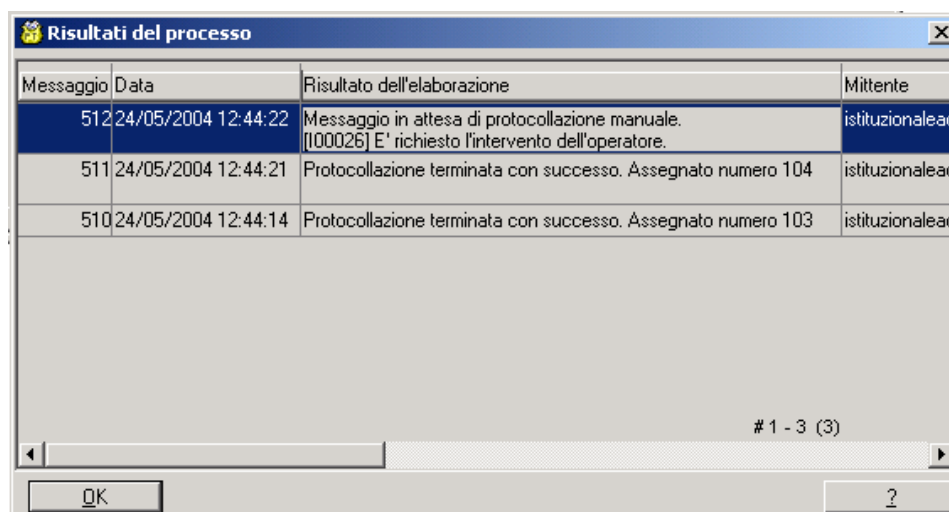 Risultati del processo
Messaggio Data Risultato dell'elaborazione Mittente
512 24/05/2004 12:44:22 Messaggio in attesa di protocollazione manuale. istituzionalead
[I00026] E' richiesto l'intervento dell'operatore.
511 24/05/2004 12:44:21 Protocollazione terminata con successo. Assegnato numero 104 istituzionalead
510 24/05/2004 12:44:14 Protocollazione terminata con successo. Assegnato numero 103 istituzionalead
# 1 - 3 (3)
OK ?